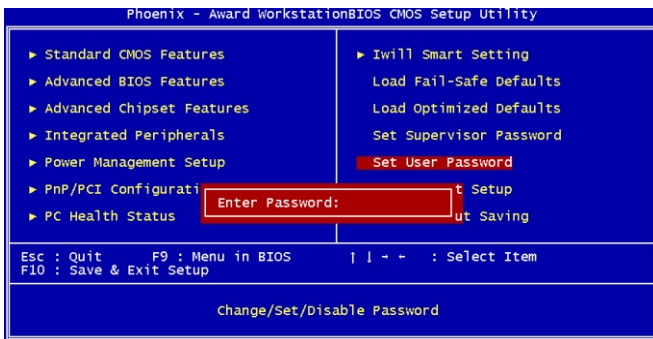 Phoenix - Award WorkstationBIOS CMOS Setup Utility
► Standard CMOS Features
► Advanced BIOS Features
► Advanced Chipset Features
► Integrated Peripherals
► Power Management Setup
► PnP/PCI Configurati
► PC Health Status
► Iwill Smart Setting
Load Fail-Safe Defaults
Load Optimized Defaults
Set Supervisor Password
Set User Password
t Setup
ut Saving
Enter Password:
Esc : Quit F9 : Menu in BIOS ↑ ↓ → ← : Select Item
F10 : Save & Exit Setup
Change/Set/Disable Password